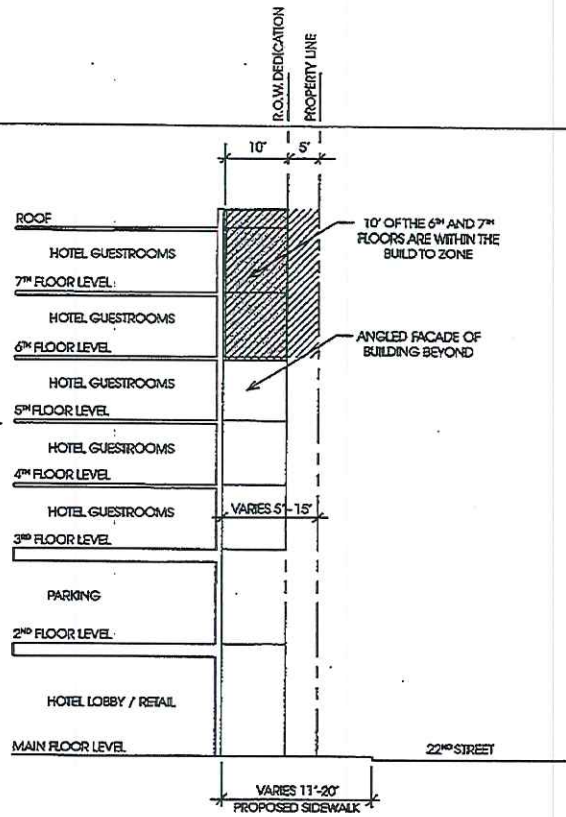 R.O.W. DEDICATION
PROPERTY LINE
10'
5'
ROOF
10' OF THE 6TH AND 7TH
FLOORS ARE WITHIN THE
BUILD TO ZONE
HOTEL GUESTROOMS
7TH FLOOR LEVEL
HOTEL GUESTROOMS
ANGLED FACADE OF
BUILDING BEYOND
6TH FLOOR LEVEL
HOTEL GUESTROOMS
5TH FLOOR LEVEL
HOTEL GUESTROOMS
4TH FLOOR LEVEL
HOTEL GUESTROOMS
VARIES 5'-15'
3RD FLOOR LEVEL
PARKING
2ND FLOOR LEVEL
HOTEL LOBBY / RETAIL
MAIN FLOOR LEVEL
22ND STREET
VARIES 11'-20'
PROPOSED SIDEWALK